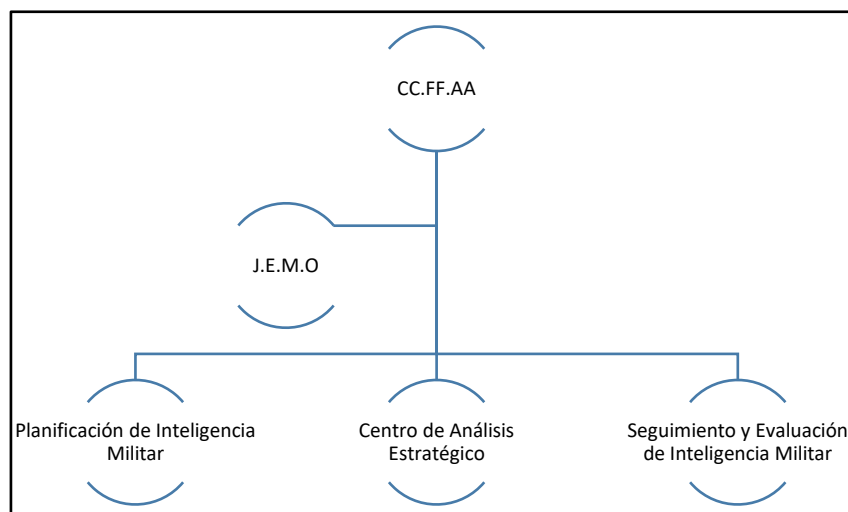 CC.FF.AA
J.E.M.O
Planificación de Inteligencia
Militar
Centro de Análisis
Estratégico
Seguimiento y Evaluación
de Inteligencia Militar